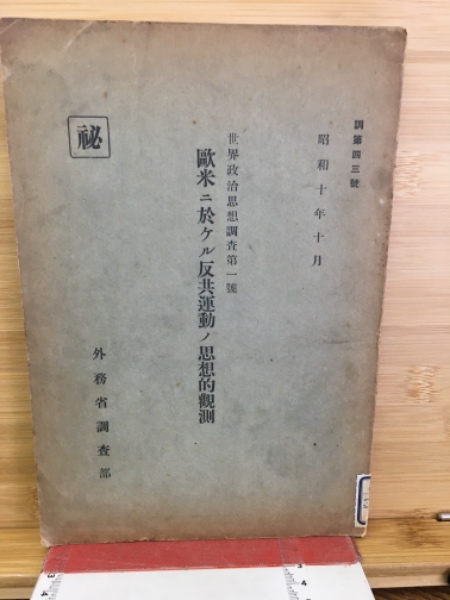 調第四三號
昭和十年十月
世界政治思想調査第一號
歐米ニ於ケル反共運動ノ思想的觀測
外務省調査部
祕